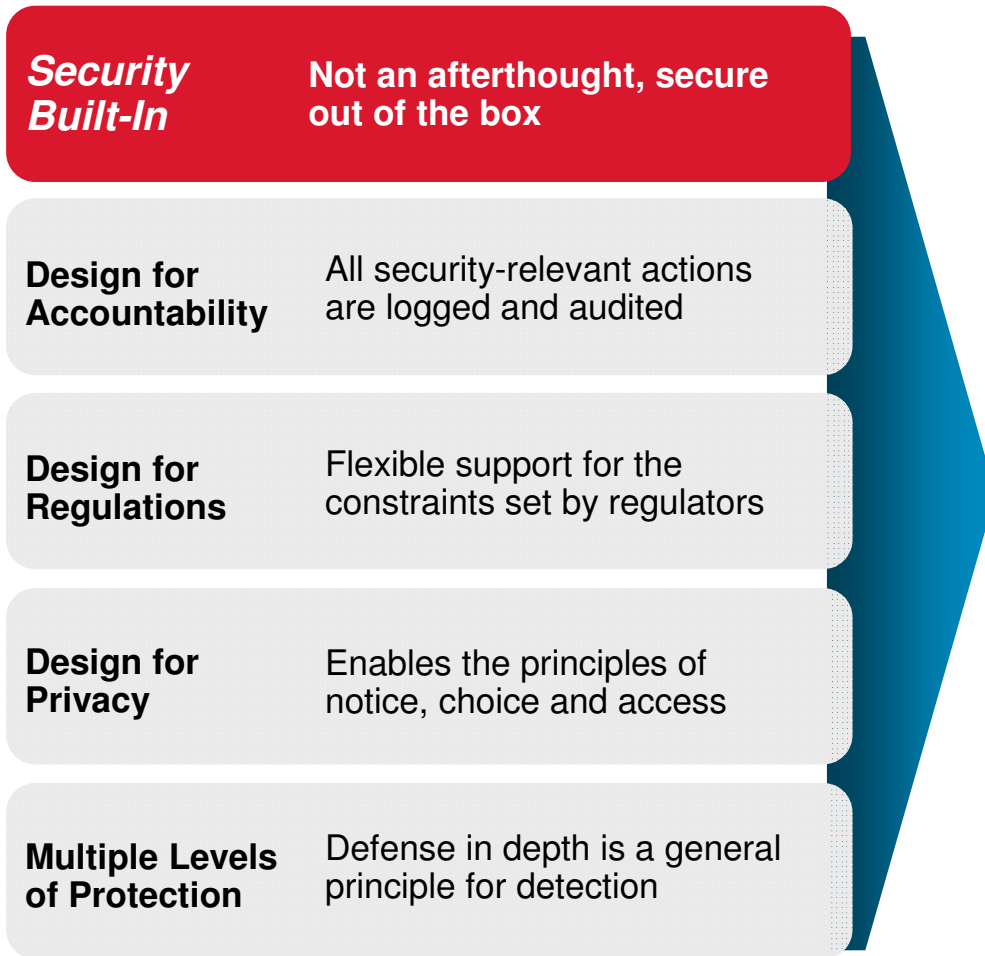 Security
Built-In
Not an afterthought, secure
out of the box
Design for
Accountability
All security-relevant actions
are logged and audited
Design for
Regulations
Flexible support for the
constraints set by regulators
Design for
Privacy
Enables the principles of
notice, choice and access
Multiple Levels
of Protection
Defense in depth is a general
principle for detection